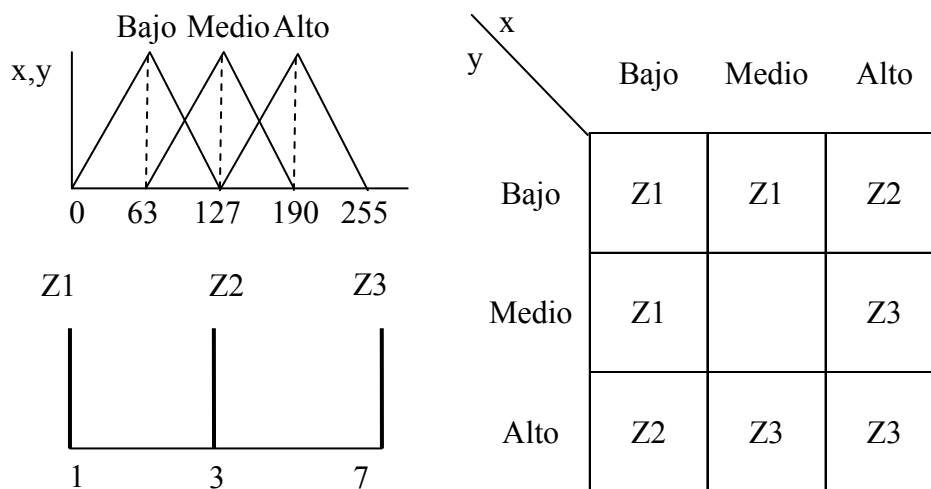 Bajo Medio Alto
x,y
0 63 127 190 255
Z1 Z2 Z3
1 3 7
x
y
Bajo Medio Alto
Bajo Z1 Z1 Z2
Medio Z1 Z3
Alto Z2 Z3 Z3